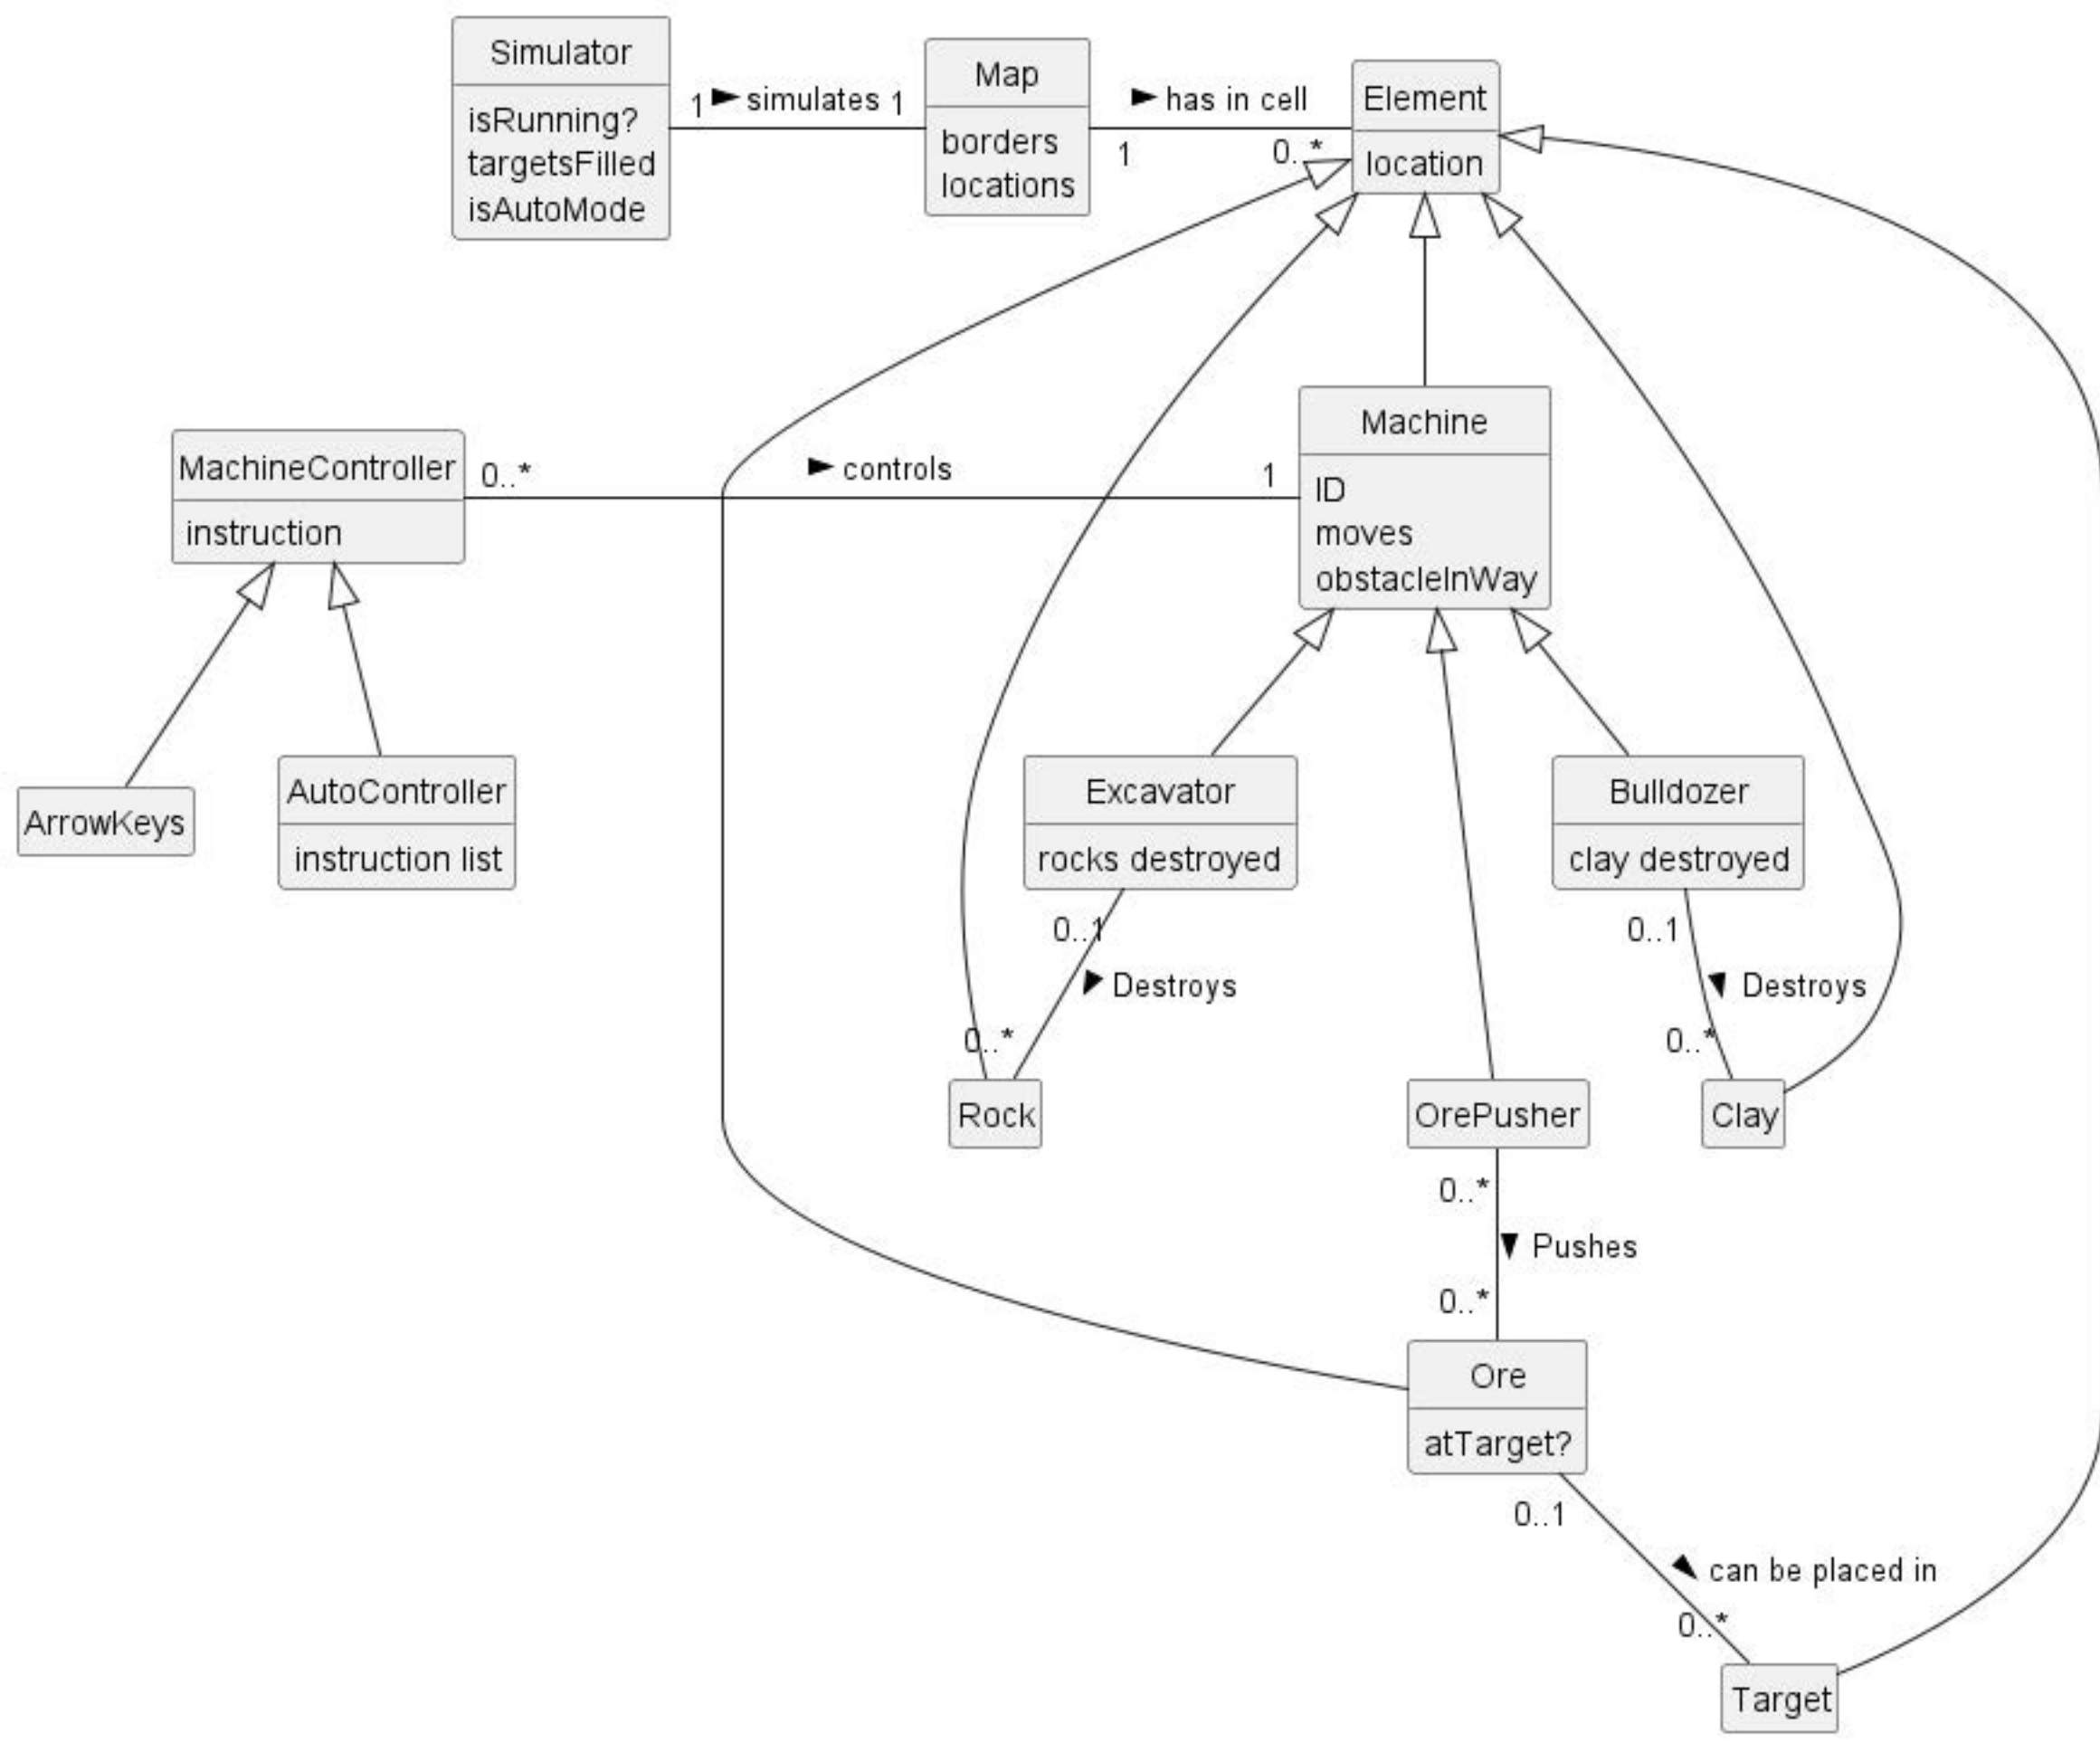 Simulator
isRunning?
targetsFilled
isAutoMode
1 ► simulates 1
Map
borders
locations
► has in cell
1
0..*
Element
location
MachineController
instruction
0..*
► controls
1
Machine
ID
moves
obstacleInWay
ArrowKeys
AutoController
instruction list
Excavator
rocks destroyed
Bulldozer
clay destroyed
0..1
Destroys
0..*
0..1
Destroys
0..*
Rock
OrePusher
Clay
0..*
Pushes
0..*
Ore
atTarget?
0..1
can be placed in
0..*
Target